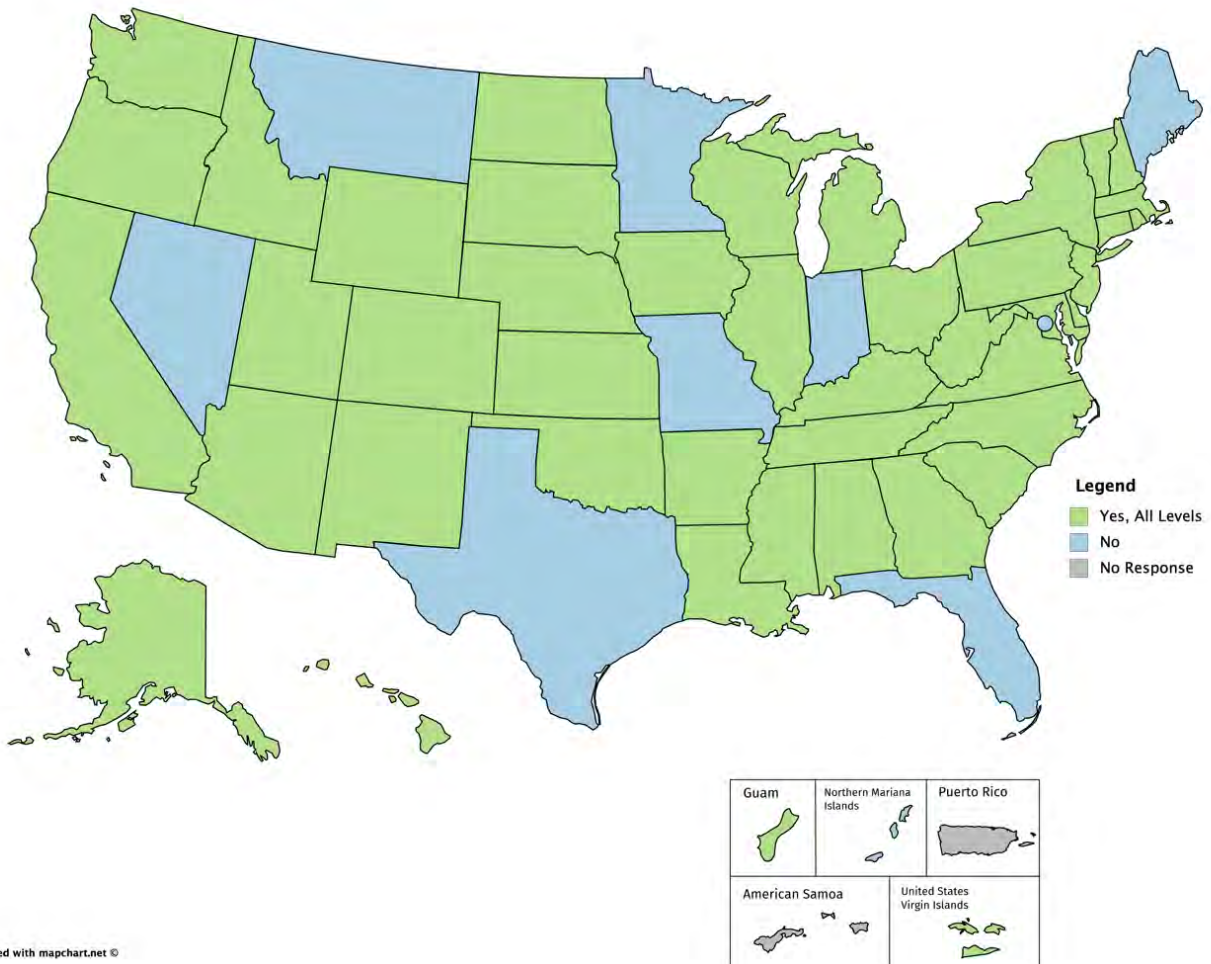 Legend
Yes, All Levels
No
No Response
Guam
Northern Mariana
Islands
Puerto Rico
American Samoa
United States
Virgin Islands
ed with mapchart.net ©